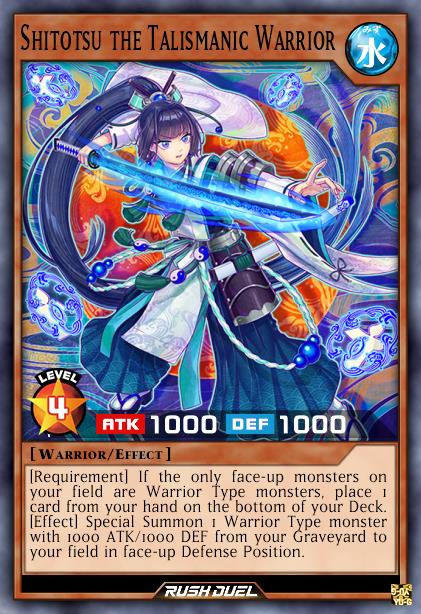 Shitotsu the Talismanic Warrior
みず
水
LEVEL
4
ATK 1000 DEF 1000
[Warrior/Effect]
[Requirement] If the only face-up monsters on
your field are Warrior Type monsters, place 1
card from your hand on the bottom of your Deck.
[Effect] Special Summon 1 Warrior Type monster
with 1000 ATK/1000 DEF from your Graveyard to
your field in face-up Defense Position.
RUSH DUEL